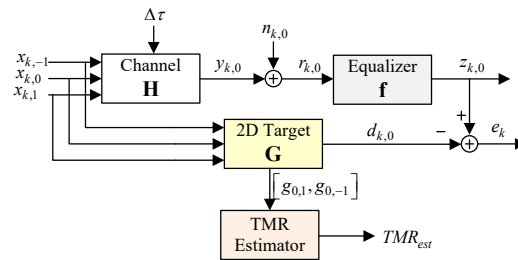 Δτ
n_{k,0}
x_{k,-1}
x_{k,0}
x_{k,1}
Channel
H
y_{k,0}
r_{k,0}
Equalizer
f
z_{k,0}
+
2D Target
G
d_{k,0}
−
e_k
[g_{0,1}, g_{0,-1}]
TMR
Estimator
TMR_{est}